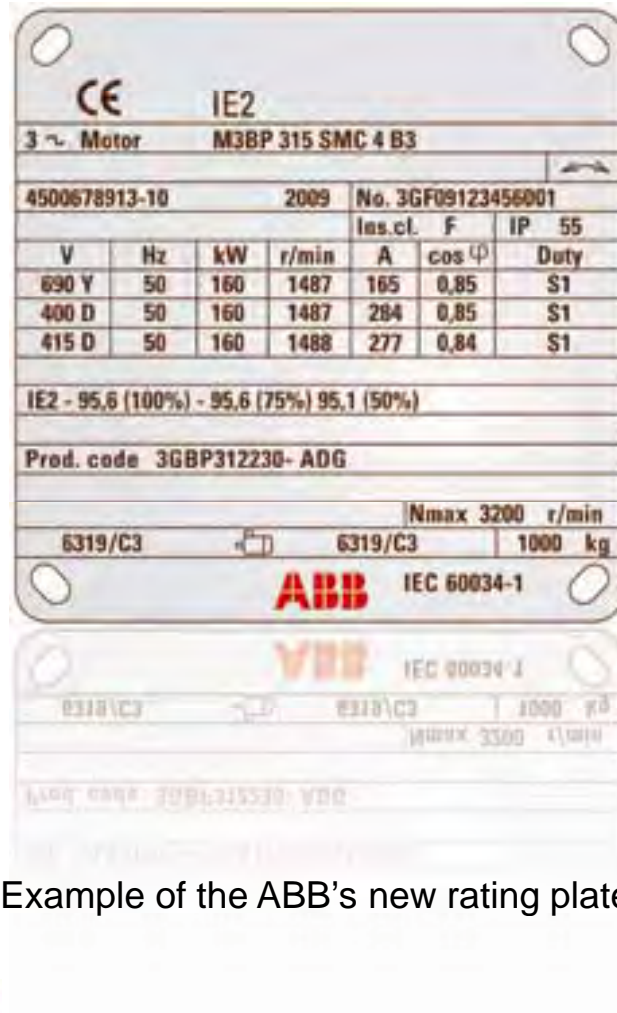 CE IE2
3 ~ Motor M3BP 315 SMC 4 B3
4500678913-10 2009 No. 3GF09123456001
Ins.cl. F IP 55
V Hz kW r/min A cos φ Duty
690 Y 50 160 1487 165 0,85 S1
400 D 50 160 1487 284 0,85 S1
415 D 50 160 1488 277 0,84 S1
IE2 - 95,6 (100%) - 95,6 (75%) 95,1 (50%)
Prod. code 3GBP312230- ADG
Nmax 3200 r/min
6319/C3 6319/C3 1000 kg
ABB IEC 60034-1
Example of the ABB’s new rating plate